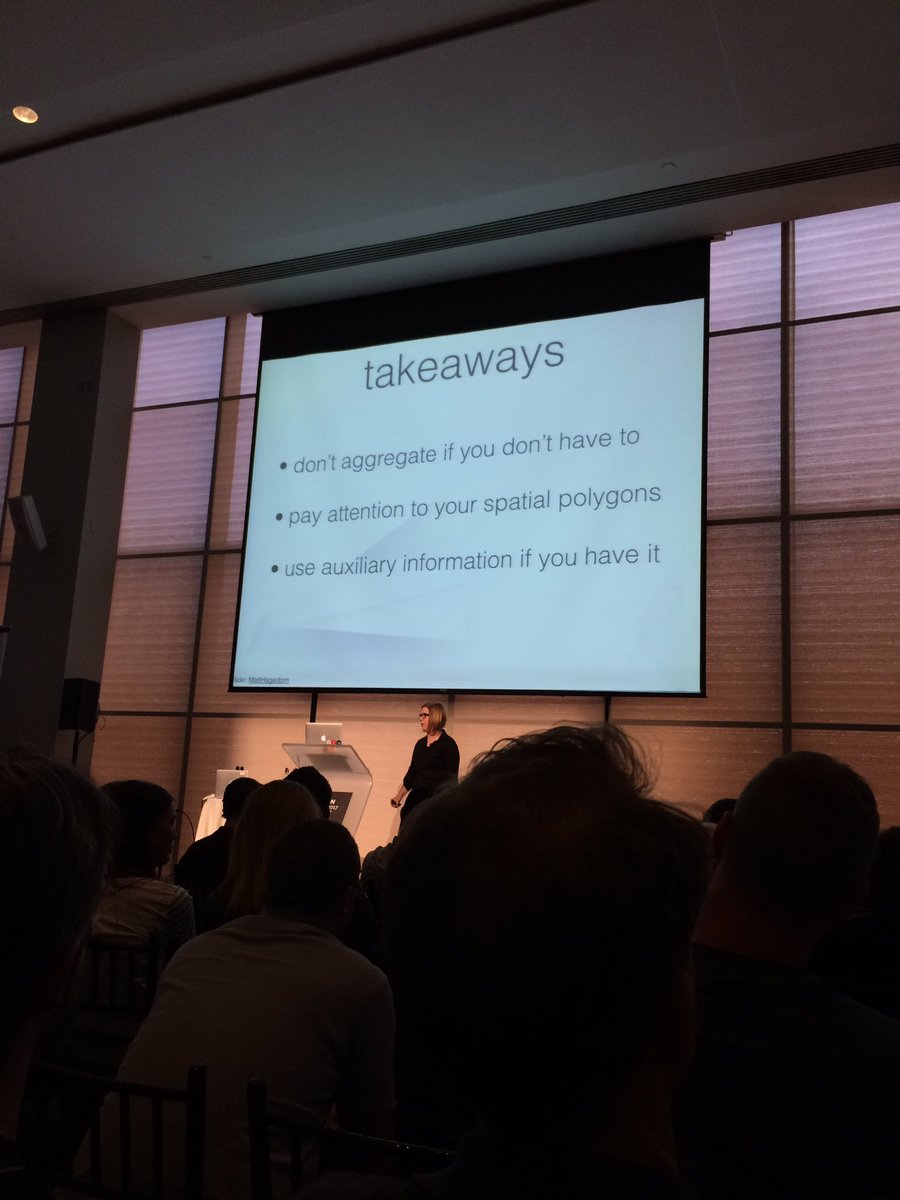 takeaways
• don't aggregate if you don't have to
• pay attention to your spatial polygons
• use auxiliary information if you have it
flickr: MattHagedorn